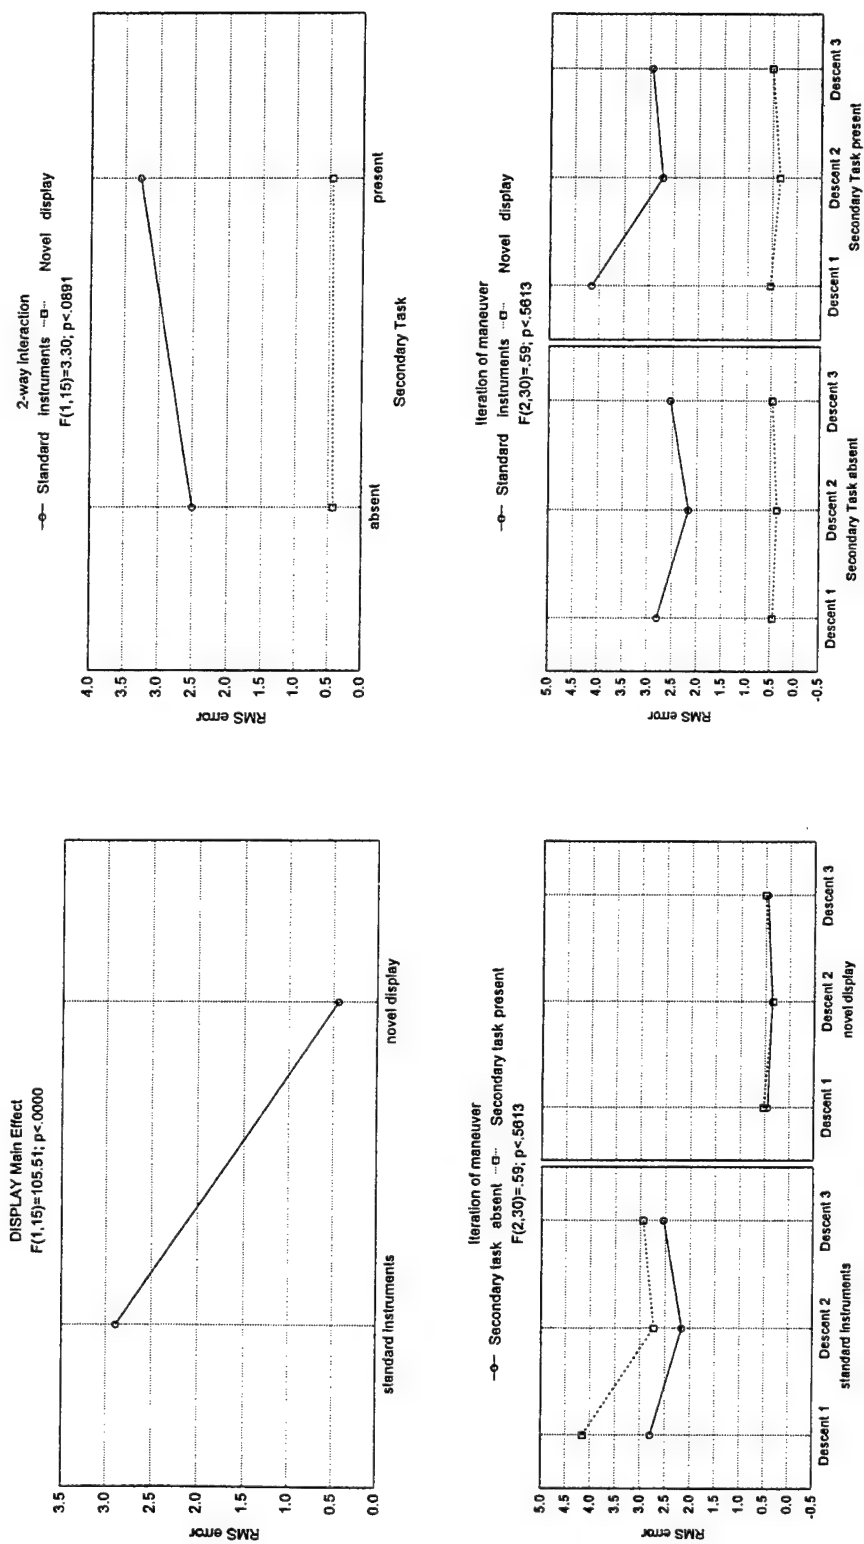 DISPLAY Main Effect
F(1,15)=105.51; p<.0000
3.5
3.0
2.5
2.0
1.5
1.0
0.5
0.0
RMS error
standard instruments
novel display
2-way interaction
Standard instruments Novel display
F(1,15)=3.30; p<.0891
4.0
3.5
3.0
2.5
2.0
1.5
1.0
0.5
0.0
RMS error
absent
present
Secondary Task
Iteration of maneuver
Secondary task absent Secondary task present
F(2,30)=.59; p<.5613
5.0
4.5
4.0
3.5
3.0
2.5
2.0
1.5
1.0
0.5
0.0
-0.5
RMS error
Descent 1 Descent 2 Descent 3
standard instruments
Descent 1 Descent 2 Descent 3
novel display
Iteration of maneuver
Standard instruments Novel display
F(2,30)=.59; p<.5613
5.0
4.5
4.0
3.5
3.0
2.5
2.0
1.5
1.0
0.5
0.0
-0.5
RMS error
Descent 1 Descent 2 Descent 3
Secondary Task absent
Descent 1 Descent 2 Descent 3
Secondary Task present